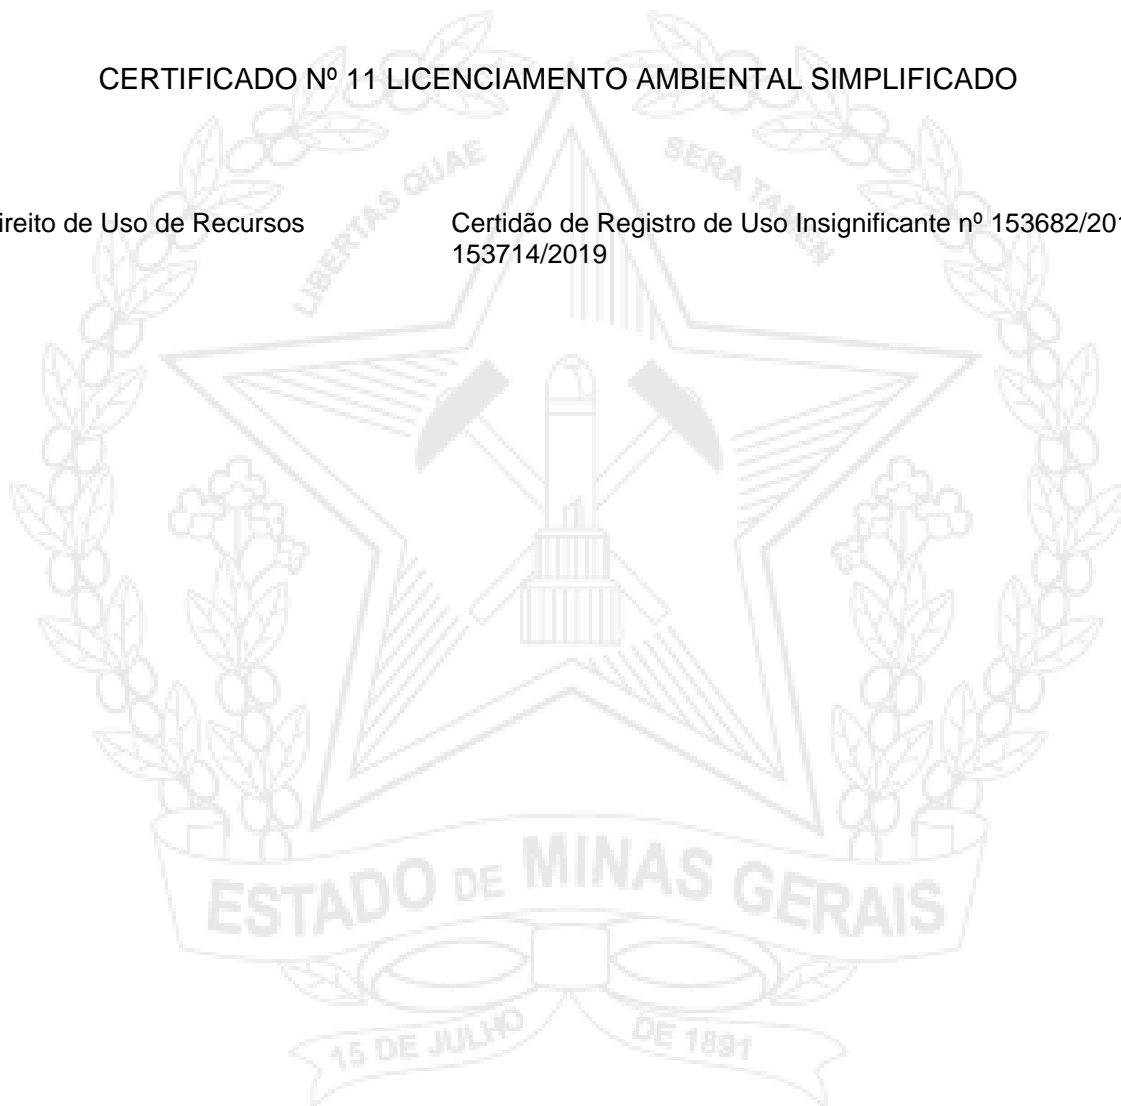 CERTIFICADO Nº 11 LICENCIAMENTO AMBIENTAL SIMPLIFICADO
ireito de Uso de Recursos
Certidão de Registro de Uso Insignificante nº 153682/201
153714/2019
LIBERTAS QUAE SERA TAMEN
ESTADO DE MINAS GERAIS
15 DE JULHO DE 1891